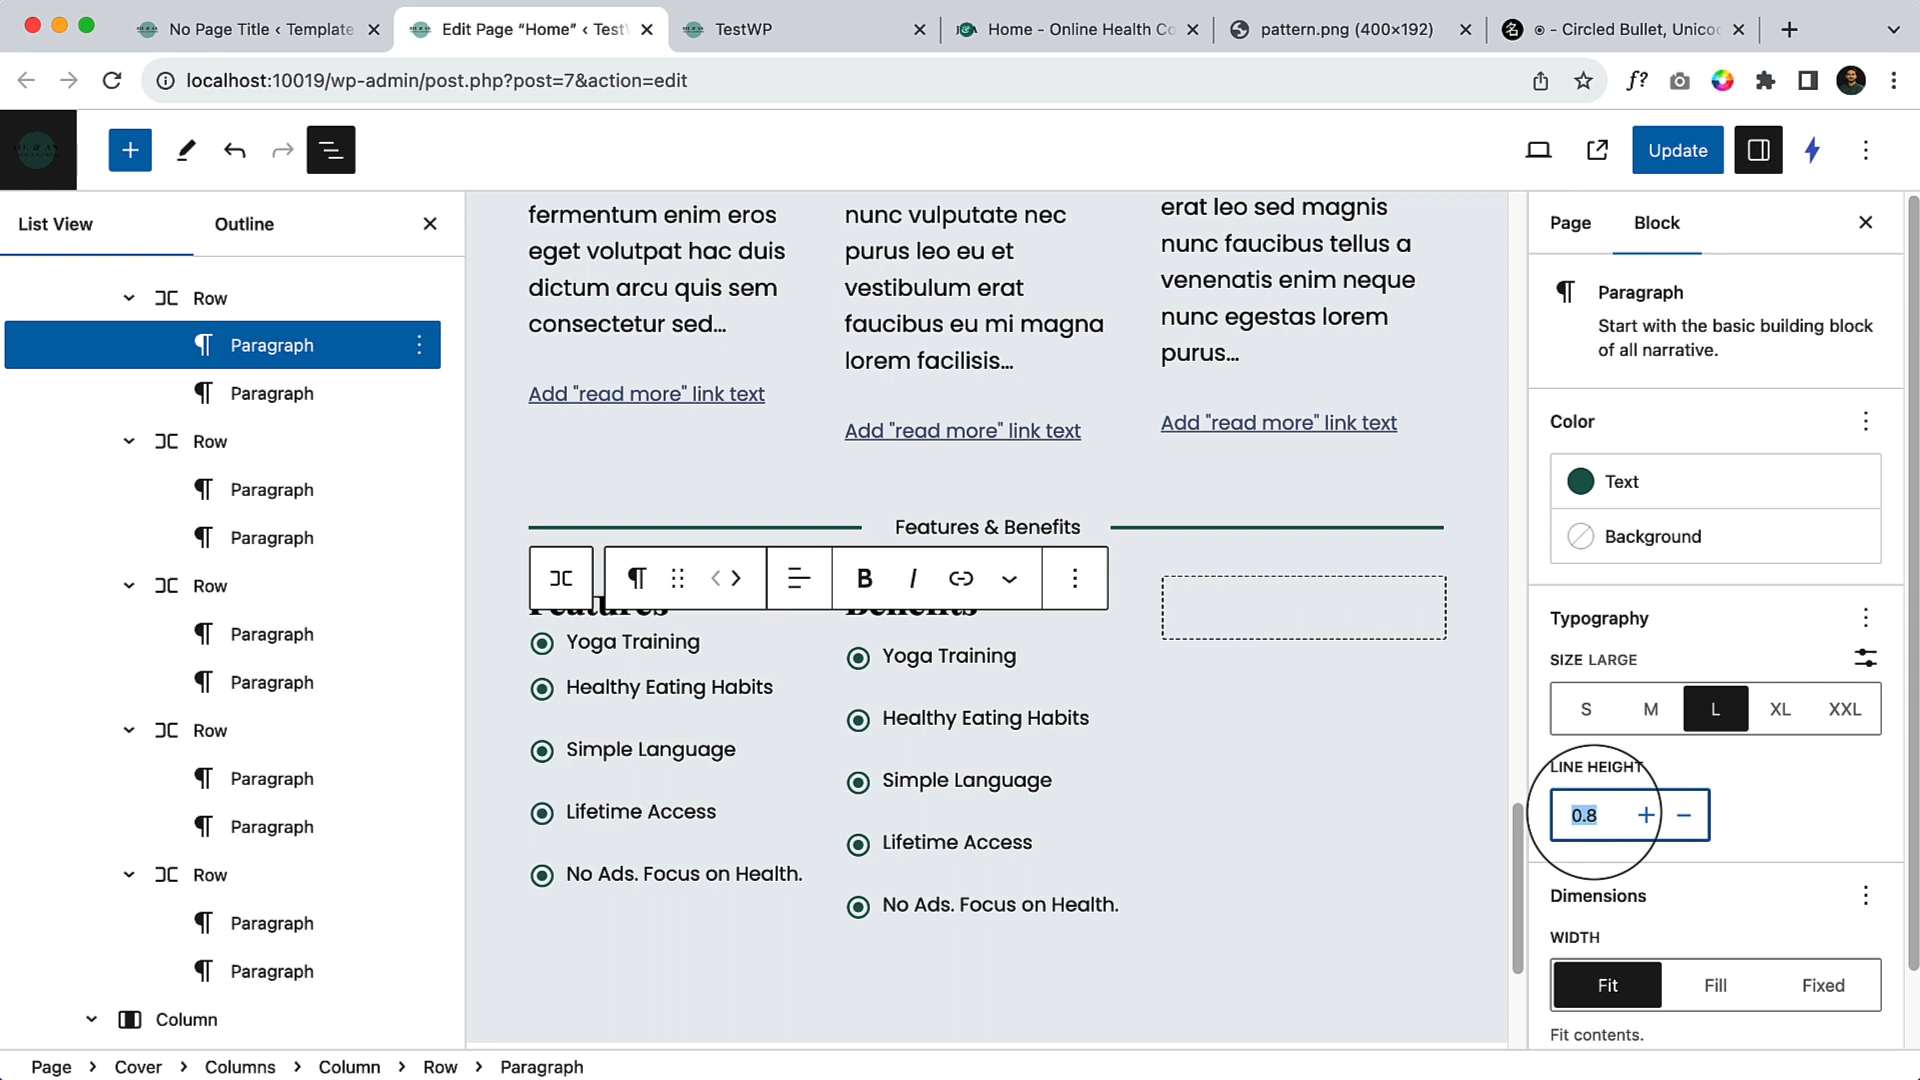 No Page Title ‹ Template
Edit Page “Home” ‹ Test
TestWP
Home - Online Health Co
pattern.png (400×192)
名
◉ - Circled Bullet, Unicod
localhost:10019/wp-admin/post.php?post=7&action=edit
f?
Update
List View
Outline
Row
Paragraph
Paragraph
Row
Paragraph
Paragraph
Row
Paragraph
Paragraph
Row
Paragraph
Paragraph
Row
Paragraph
Paragraph
Column
fermentum enim eros
eget volutpat hac duis
dictum arcu quis sem
consectetur sed…
Add "read more" link text
nunc vulputate nec
purus leo eu et
vestibulum erat
faucibus eu mi magna
lorem facilisis…
Add "read more" link text
erat leo sed magnis
nunc faucibus tellus a
venenatis enim neque
nunc egestas lorem
purus…
Add "read more" link text
Features & Benefits
B I
Features
Yoga Training
Healthy Eating Habits
Simple Language
Lifetime Access
No Ads. Focus on Health.
Benefits
Yoga Training
Healthy Eating Habits
Simple Language
Lifetime Access
No Ads. Focus on Health.
Page
Block
Paragraph
Start with the basic building block
of all narrative.
Color
Text
Background
Typography
SIZE LARGE
S M L XL XXL
LINE HEIGHT
0.8
Dimensions
WIDTH
Fit Fill Fixed
Fit contents.
Page > Cover > Columns > Column > Row > Paragraph